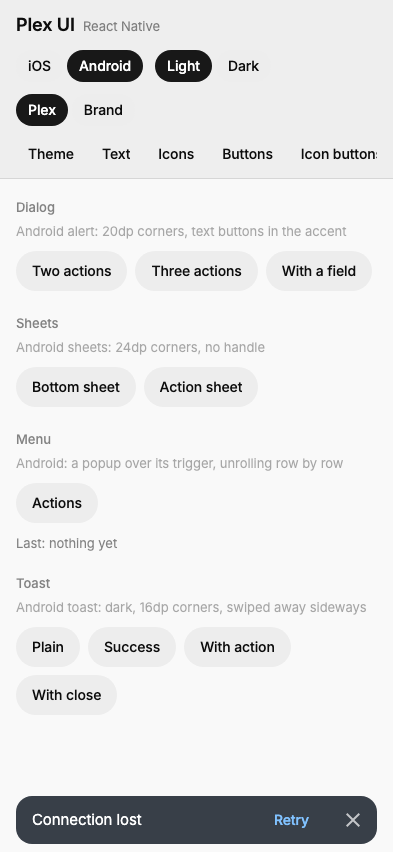 Plex UI React Native
iOS Android Light Dark
Plex Brand
Theme Text Icons Buttons Icon buttons
Dialog
Android alert: 20dp corners, text buttons in the accent
Two actions Three actions With a field
Sheets
Android sheets: 24dp corners, no handle
Bottom sheet Action sheet
Menu
Android: a popup over its trigger, unrolling row by row
Actions
Last: nothing yet
Toast
Android toast: dark, 16dp corners, swiped away sideways
Plain Success With action
With close
Connection lost Retry